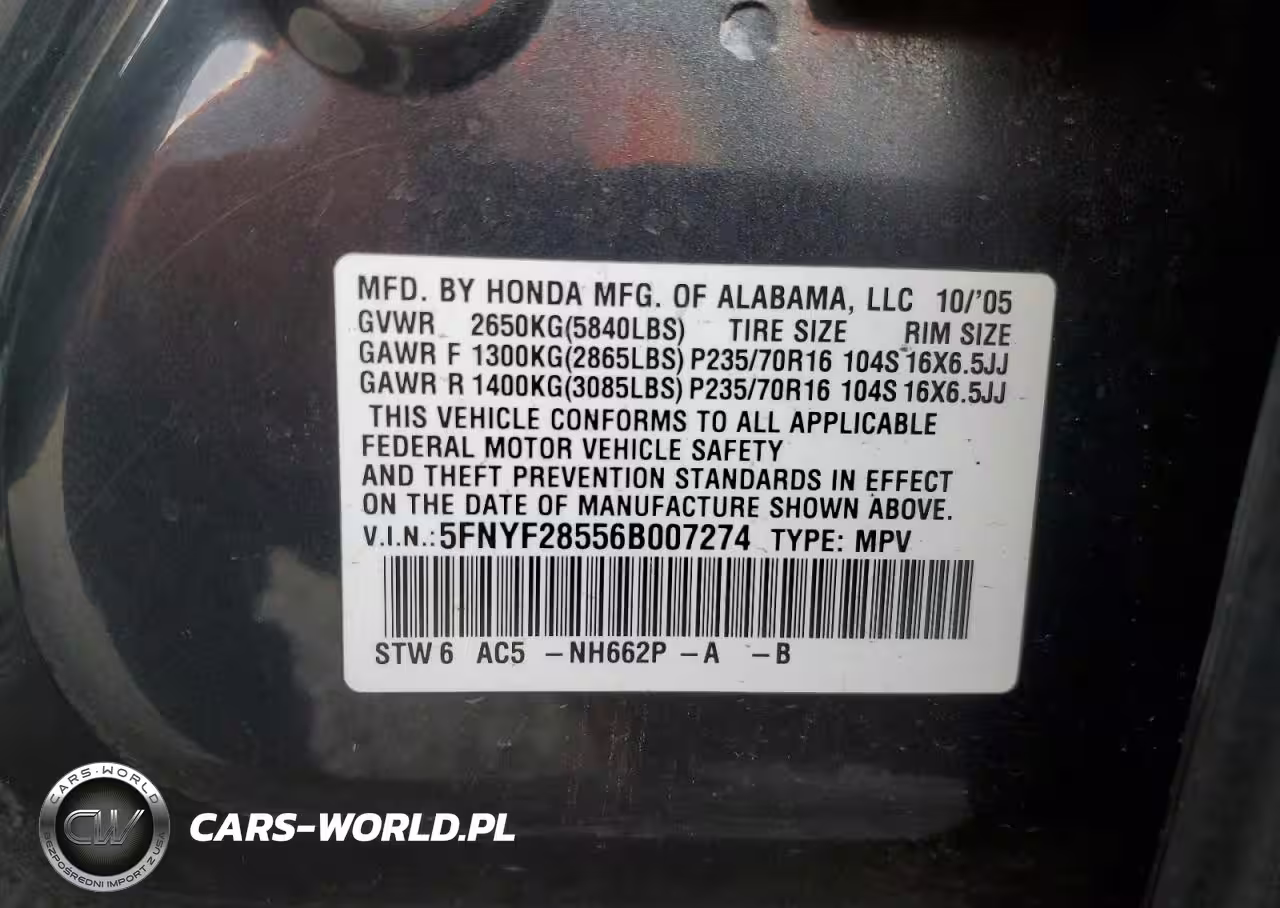 MFD. BY HONDA MFG. OF ALABAMA, LLC 10/'05
GVWR 2650KG(5840LBS) TIRE SIZE RIM SIZE
GAWR F 1300KG(2865LBS) P235/70R16 104S 16X6.5JJ
GAWR R 1400KG(3085LBS) P235/70R16 104S 16X6.5JJ
THIS VEHICLE CONFORMS TO ALL APPLICABLE
FEDERAL MOTOR VEHICLE SAFETY
AND THEFT PREVENTION STANDARDS IN EFFECT
ON THE DATE OF MANUFACTURE SHOWN ABOVE.
V.I.N.: 5FNYF28556B007274 TYPE: MPV
STW 6 AC5 -NH662P -A -B
CARS-WORLD
CW
BEZPOŚREDNI IMPORT Z USA
CARS-WORLD.PL